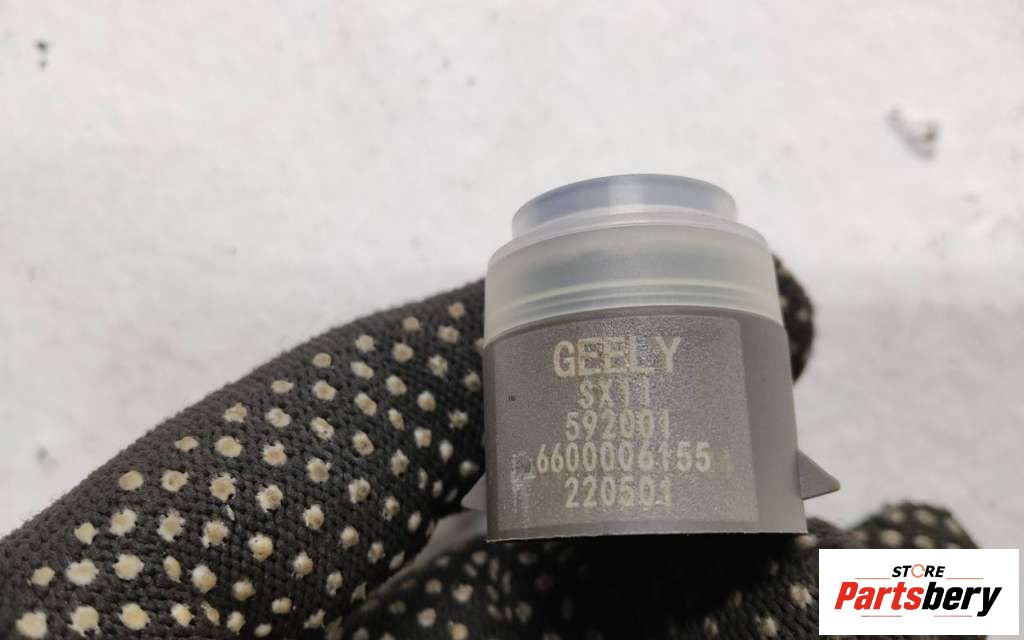 GEELY
SX11
592001
6600006155
220501
STORE
Partsbery